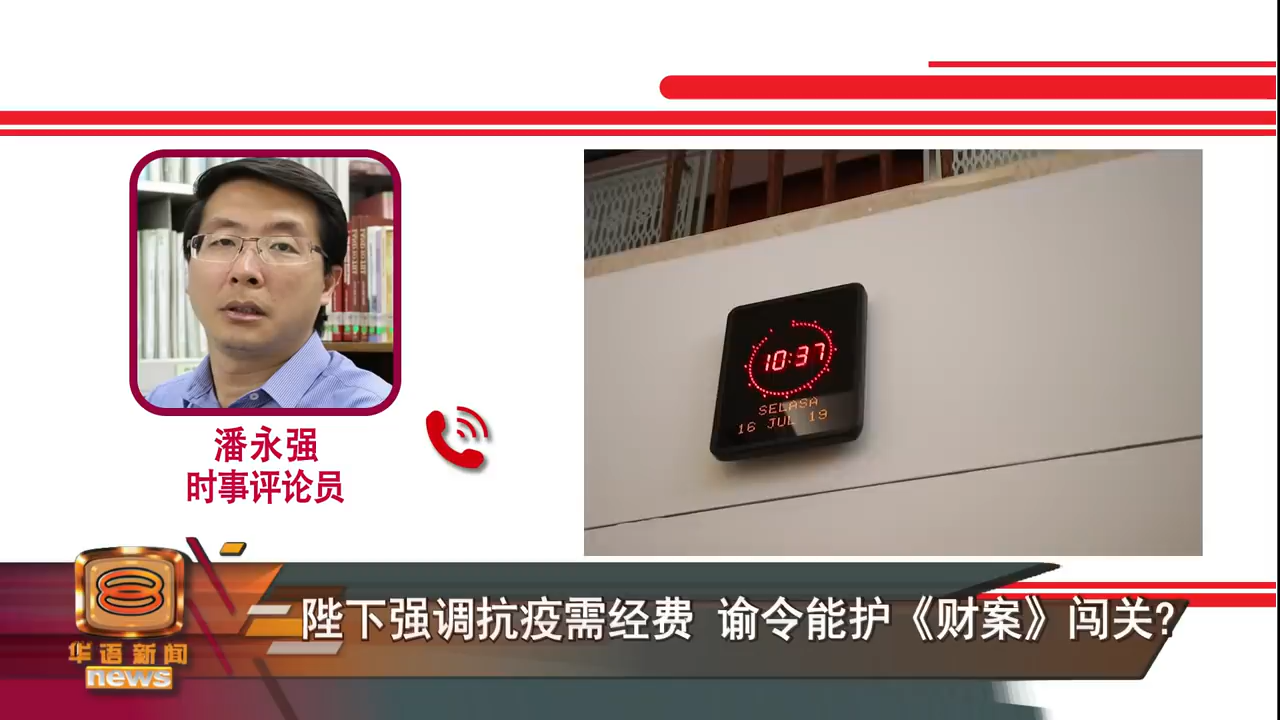 潘永强
时事评论员
10:37
SELASA
16 JUL 19
陛下强调抗疫需经费 谕令能护《财案》闯关?
8
华语新闻
news